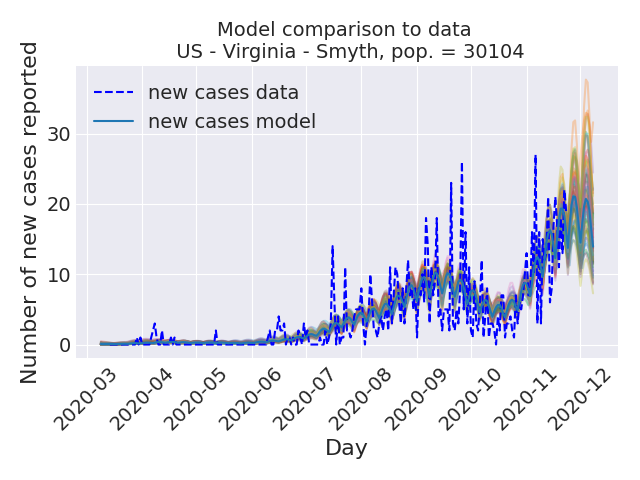 Model comparison to data
US - Virginia - Smyth, pop. = 30104
new cases data
new cases model
Number of new cases reported
30
20
10
0
2020-03
2020-04
2020-05
2020-06
2020-07
2020-08
2020-09
2020-10
2020-11
2020-12
Day